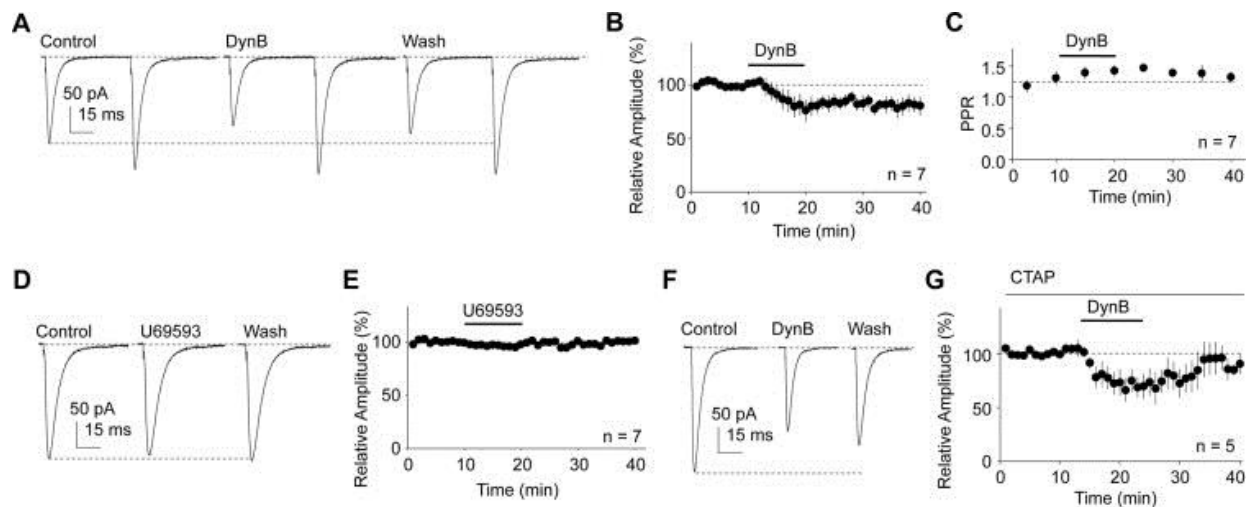 A
Control
DynB
Wash
50 pA
15 ms
B
DynB
Relative Amplitude (%)
100
50
0
0 10 20 30 40
Time (min)
n = 7
C
DynB
PPR
1.5
1.0
0.5
0.0
0 10 20 30 40
Time (min)
n = 7
D
Control
U69593
Wash
50 pA
15 ms
E
U69593
Relative Amplitude (%)
100
50
0
0 10 20 30 40
Time (min)
n = 7
F
Control
DynB
Wash
50 pA
15 ms
G
CTAP
DynB
Relative Amplitude (%)
100
50
0
0 10 20 30 40
Time (min)
n = 5